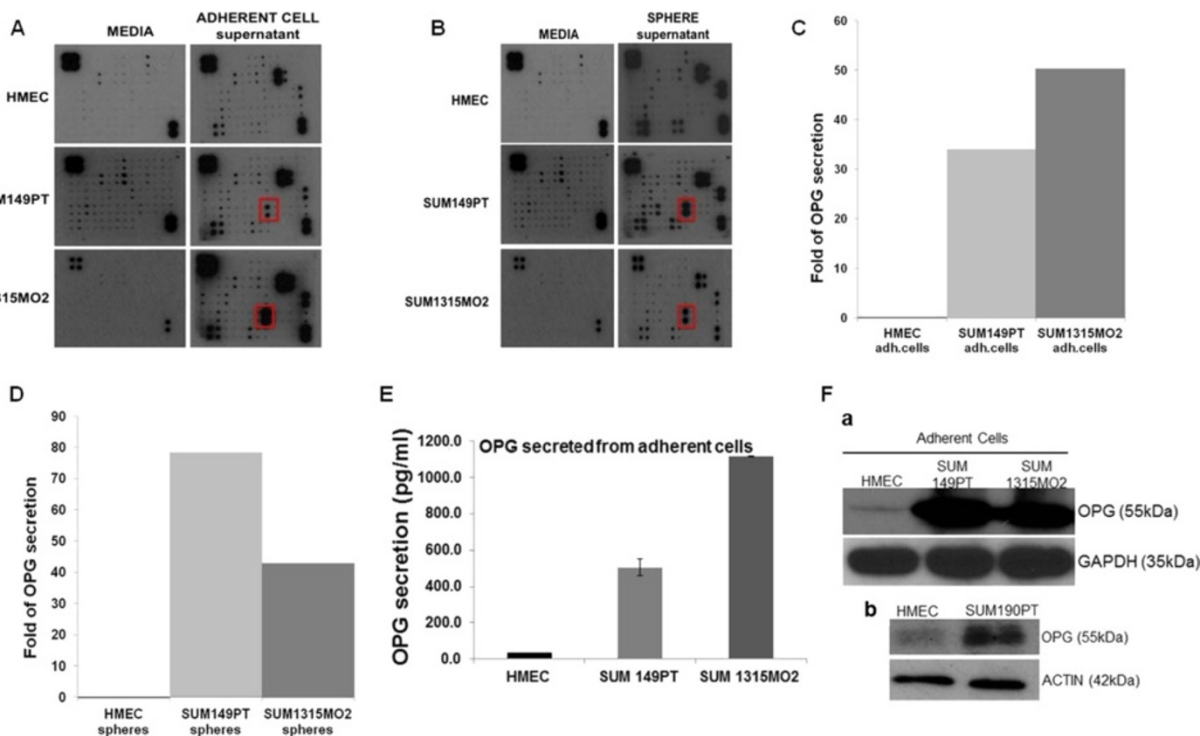 A
MEDIA
ADHERENT CELL
supernatant
HMEC
M149PT
315MO2
B
MEDIA
SPHERE
supernatant
HMEC
SUM149PT
SUM1315MO2
C
Fold of OPG secretion
60
50
40
30
20
10
0
HMEC
adh.cells
SUM149PT
adh.cells
SUM1315MO2
adh.cells
D
Fold of OPG secretion
90
80
70
60
50
40
30
20
10
0
HMEC
spheres
SUM149PT
spheres
SUM1315MO2
spheres
E
OPG secreted from adherent cells
OPG secretion (pg/ml)
1200.0
1000.0
800.0
600.0
400.0
200.0
0.0
HMEC
SUM 149PT
SUM 1315MO2
F
a
Adherent Cells
HMEC
SUM
149PT
SUM
1315MO2
OPG (55kDa)
GAPDH (35kDa)
b
HMEC
SUM190PT
OPG (55kDa)
ACTIN (42kDa)